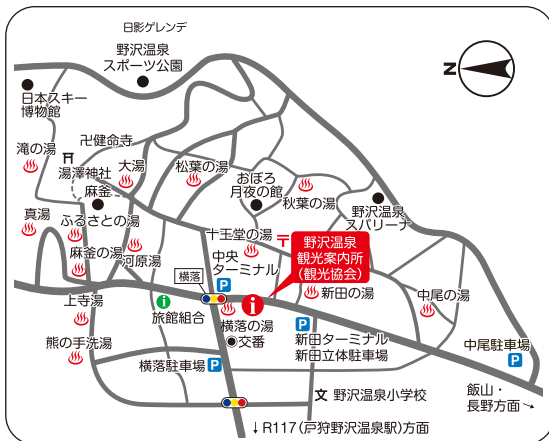 日影ゲレンデ
野沢温泉
スポーツ公園
N
日本スキー
博物館
卍健命寺
滝の湯
湯澤神社
大湯
松葉の湯
おぼろ
月夜の館
秋葉の湯
野沢温泉
スパリーナ
麻釜
真湯
ふるさとの湯
十王堂の湯
〒
野沢温泉
観光案内所
(観光協会)
麻釜の湯
河原湯
横落
中央
ターミナル
P
i
i
新田の湯
中尾の湯
上寺湯
旅館組合
横落の湯
交番
P
新田ターミナル
新田立体駐車場
熊の手洗湯
横落駐車場
P
中尾駐車場
P
文 野沢温泉小学校
飯山・
長野方面→
↓R117(戸狩野沢温泉駅)方面